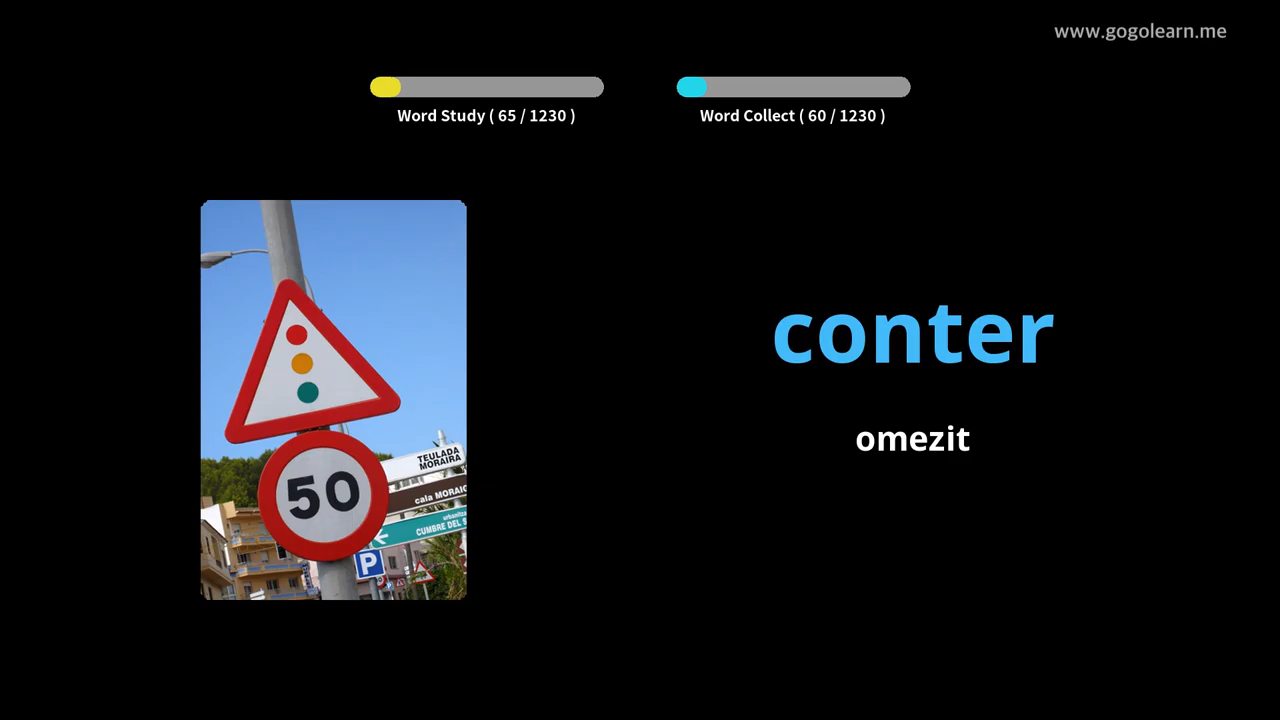 www.gogolearn.me
Word Study ( 65 / 1230 )
Word Collect ( 60 / 1230 )
conter
omezit
TEULADA
MORAIRA
cala
50
CUMBRE DEL
P